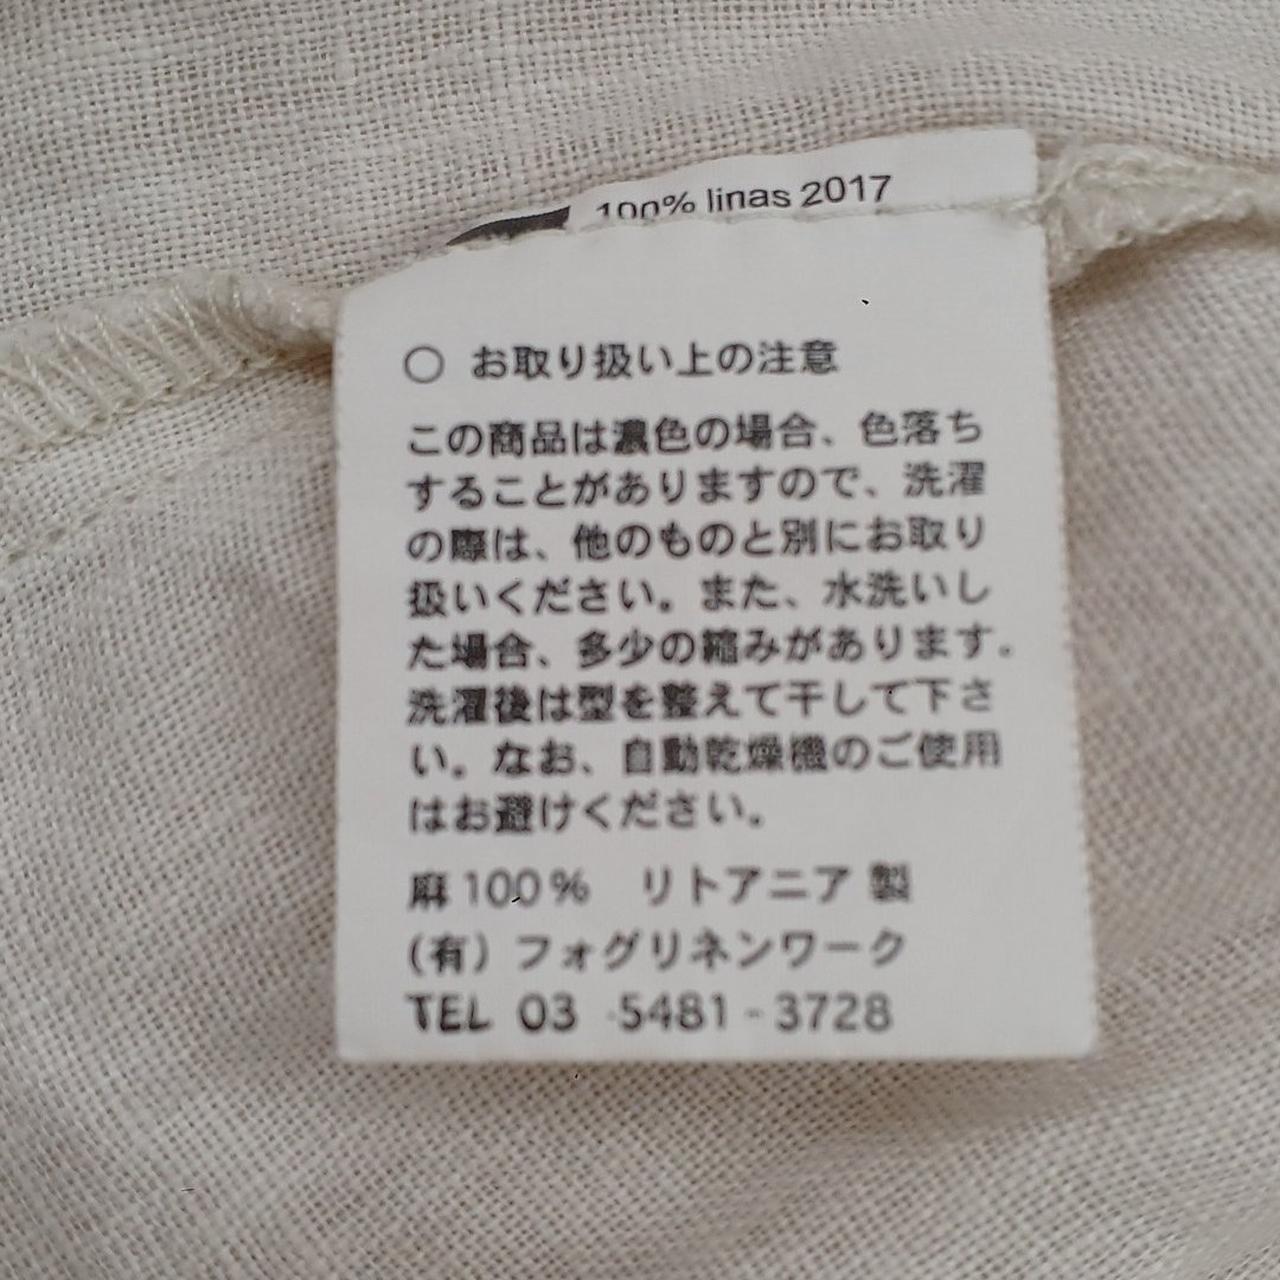 100% linas 2017
○ お取り扱い上の注意
この商品は濃色の場合、色落ち
することがありますので、洗濯
の際は、他のものと別にお取り
扱いください。また、水洗いし
た場合、多少の縮みがあります.
洗濯後は型を整えて干して下さ
い。なお、自動乾燥機のご使用
はお避けください。
麻100% リトアニア製
(有) フォグリネンワーク
TEL 03 -5481-3728